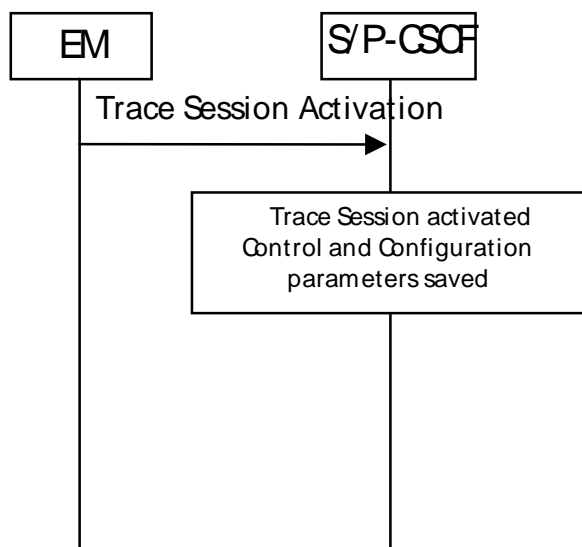 EM
S/P-CSCF
Trace Session Activation
Trace Session activated
Control and Configuration
parameters saved